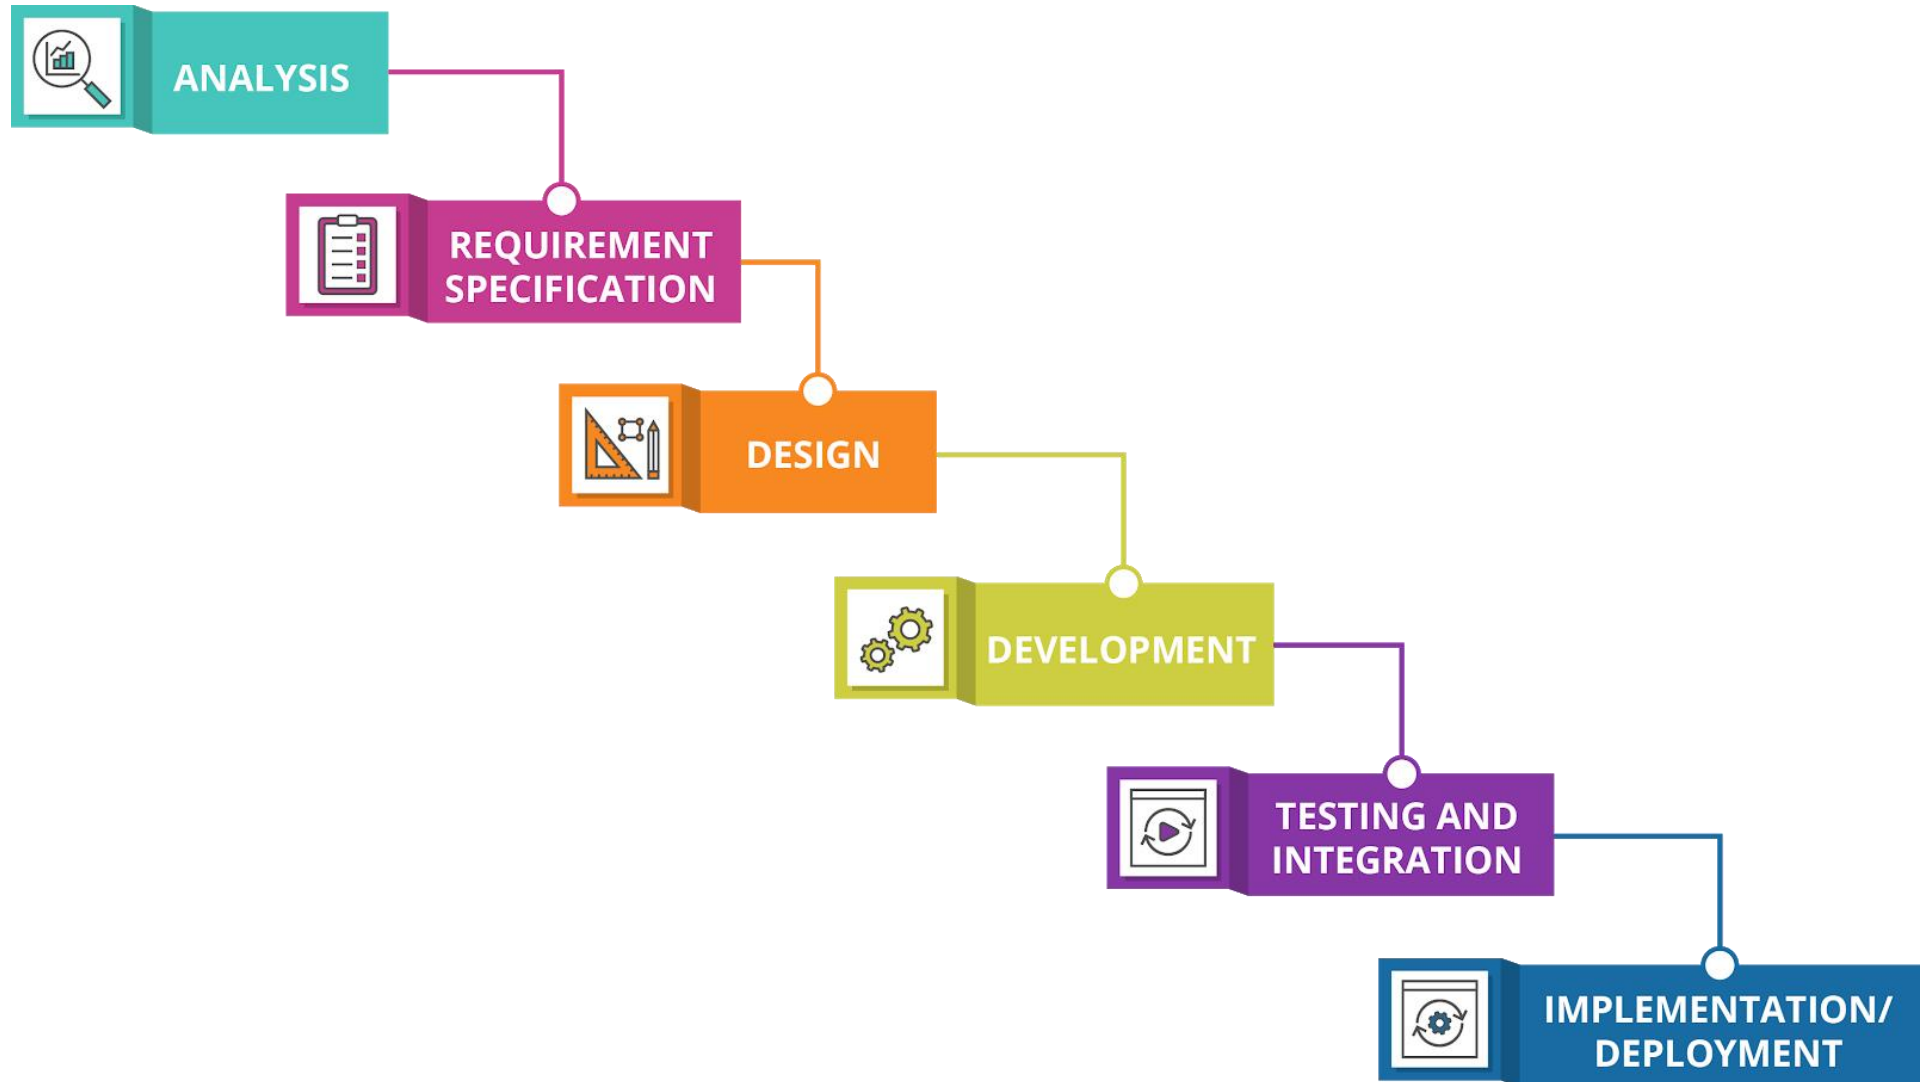 ANALYSIS
REQUIREMENT
SPECIFICATION
DESIGN
DEVELOPMENT
TESTING AND
INTEGRATION
IMPLEMENTATION/
DEPLOYMENT